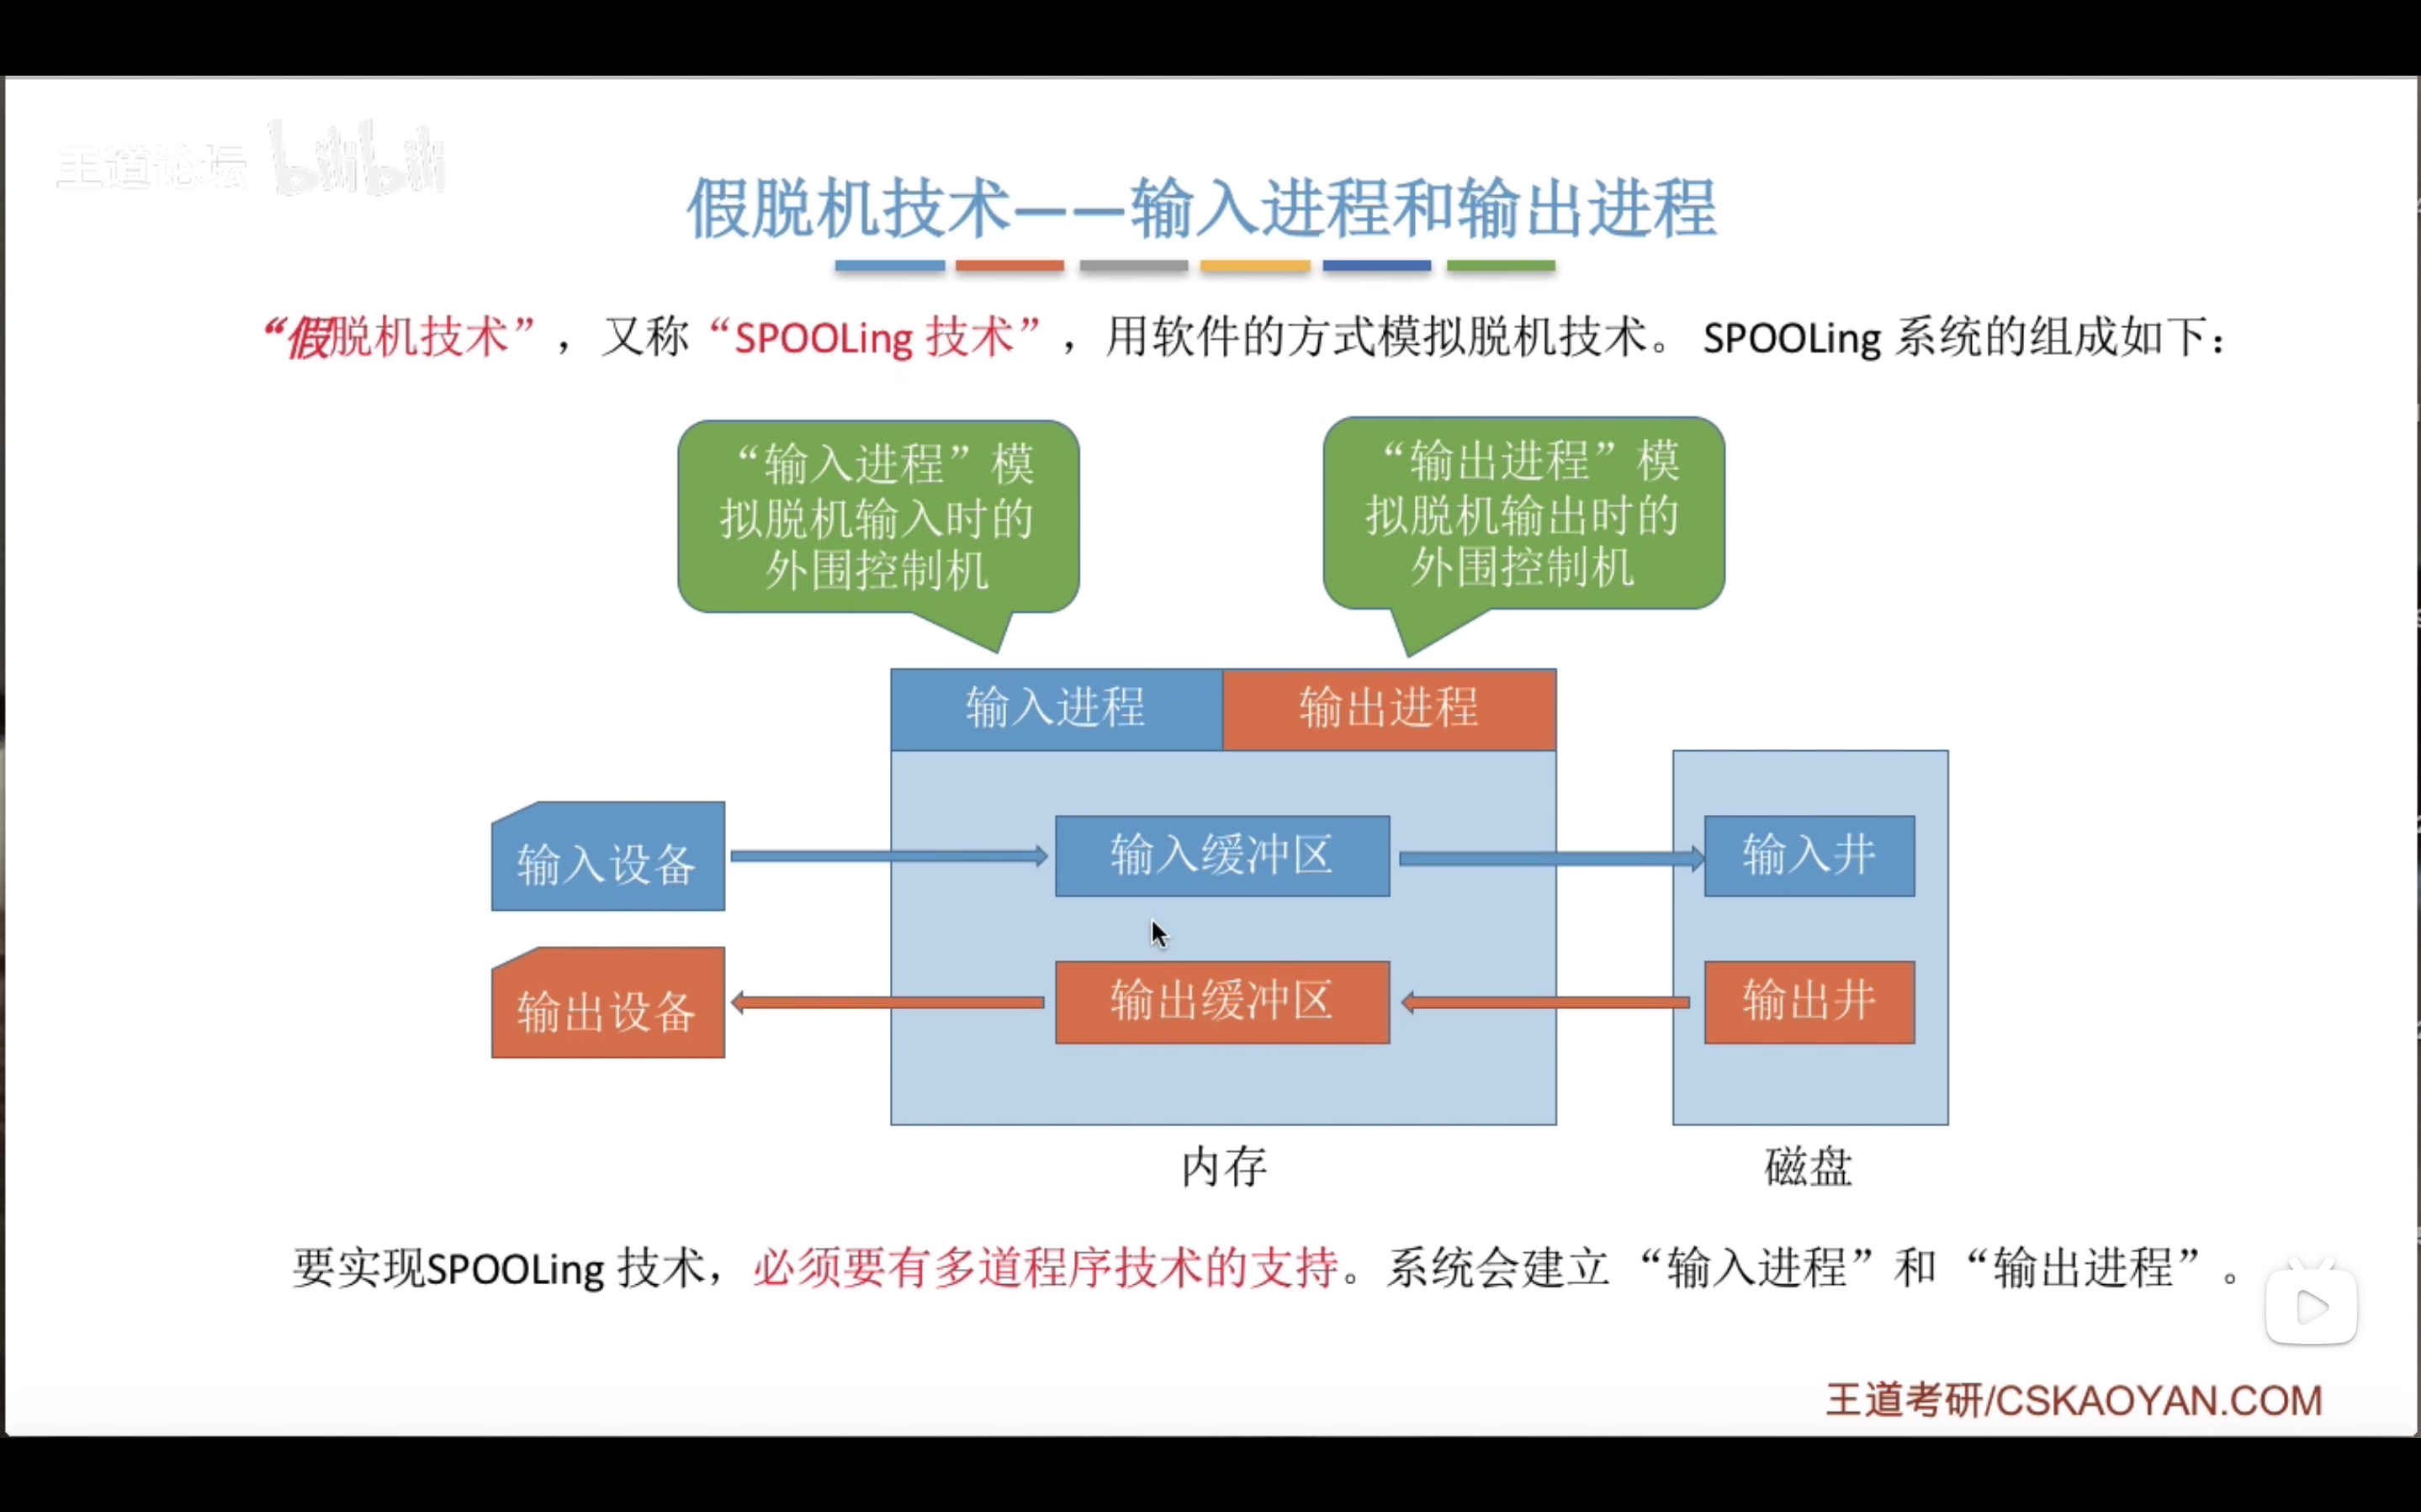 王道论坛 bilibili
假脱机技术——输入进程和输出进程
“假脱机技术”，又称“SPOOLing 技术”，用软件的方式模拟脱机技术。SPOOLing 系统的组成如下：
“输入进程”模
拟脱机输入时的
外围控制机
“输出进程”模
拟脱机输出时的
外围控制机
输入进程
输出进程
输入设备
输入缓冲区
输入井
输出设备
输出缓冲区
输出井
内存
磁盘
要实现SPOOLing 技术，必须要有多道程序技术的支持。系统会建立“输入进程”和“输出进程”。
王道考研/CSKAOYAN.COM